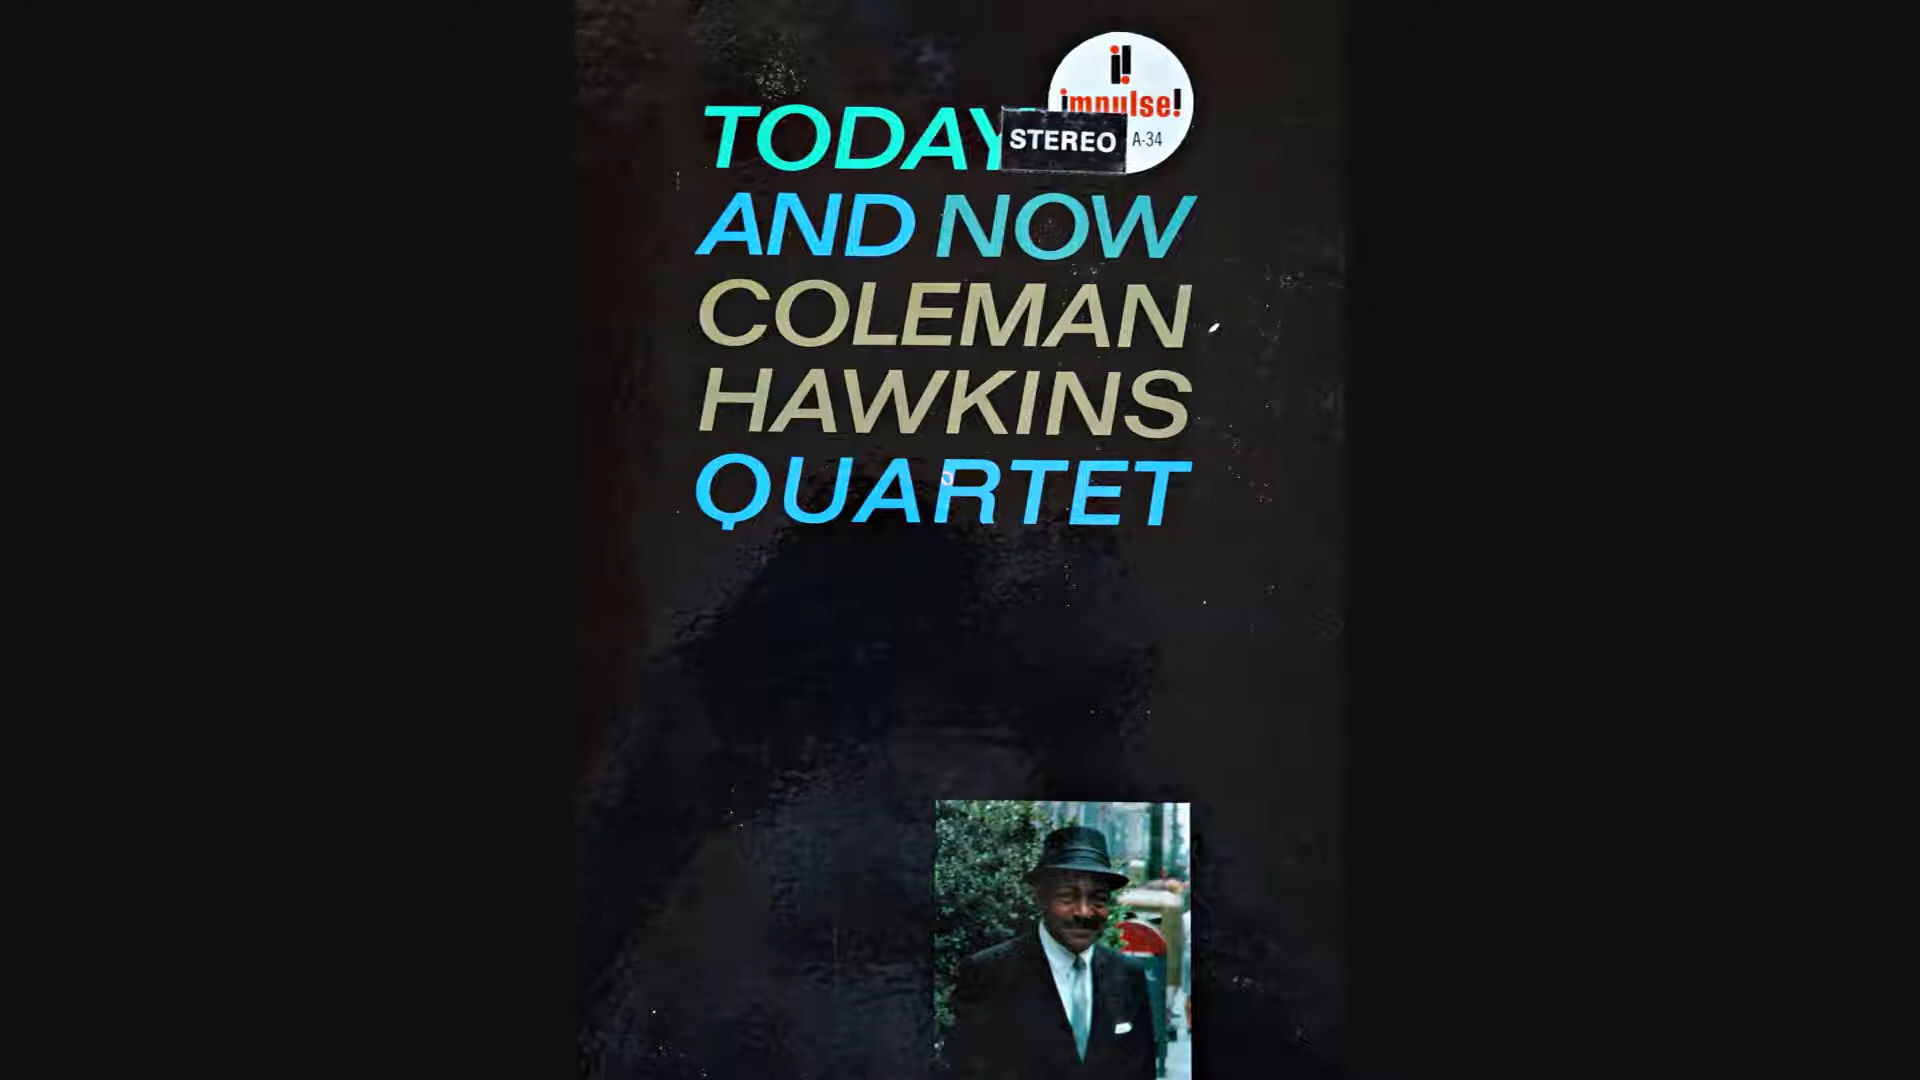 i!
impulse!
STEREO A-34
TODAY
AND NOW
COLEMAN
HAWKINS
QUARTET